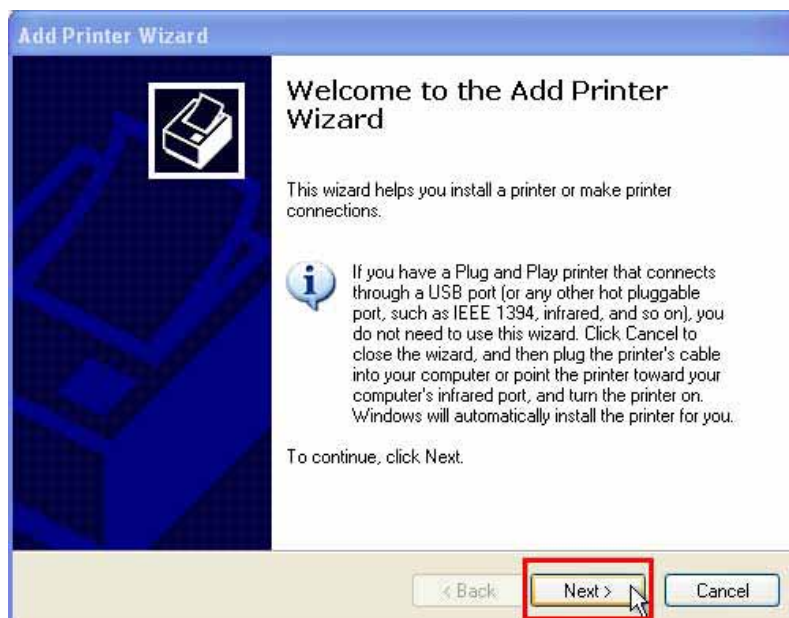 Add Printer Wizard
Welcome to the Add Printer
Wizard
This wizard helps you install a printer or make printer
connections.
If you have a Plug and Play printer that connects
through a USB port (or any other hot pluggable
port, such as IEEE 1394, infrared, and so on), you
do not need to use this wizard. Click Cancel to
close the wizard, and then plug the printer's cable
into your computer or point the printer toward your
computer's infrared port, and turn the printer on.
Windows will automatically install the printer for you.
To continue, click Next.
< Back Next > Cancel